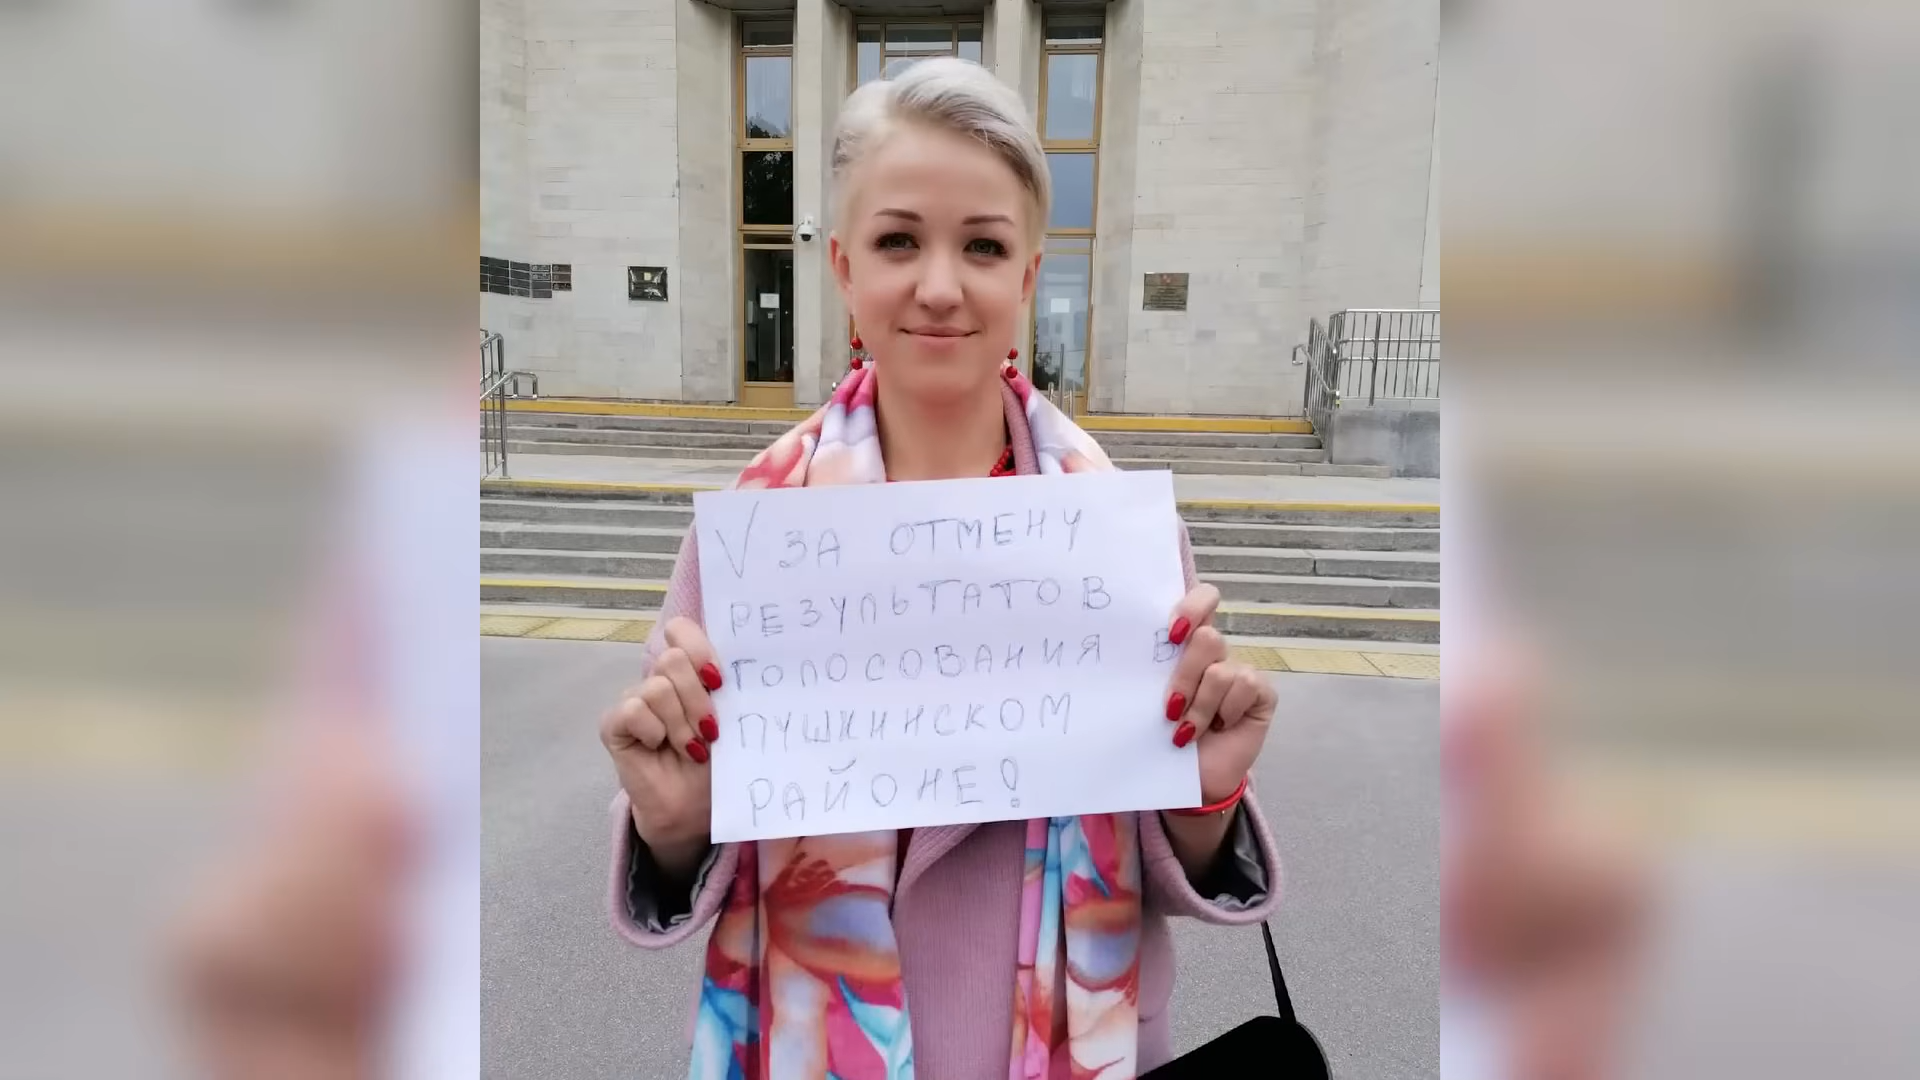 V ЗА ОТМЕНУ
РЕЗУЛЬТАТОВ
ГОЛОСОВАНИЯ В
ПУШКИНСКОМ
РАЙОНЕ!